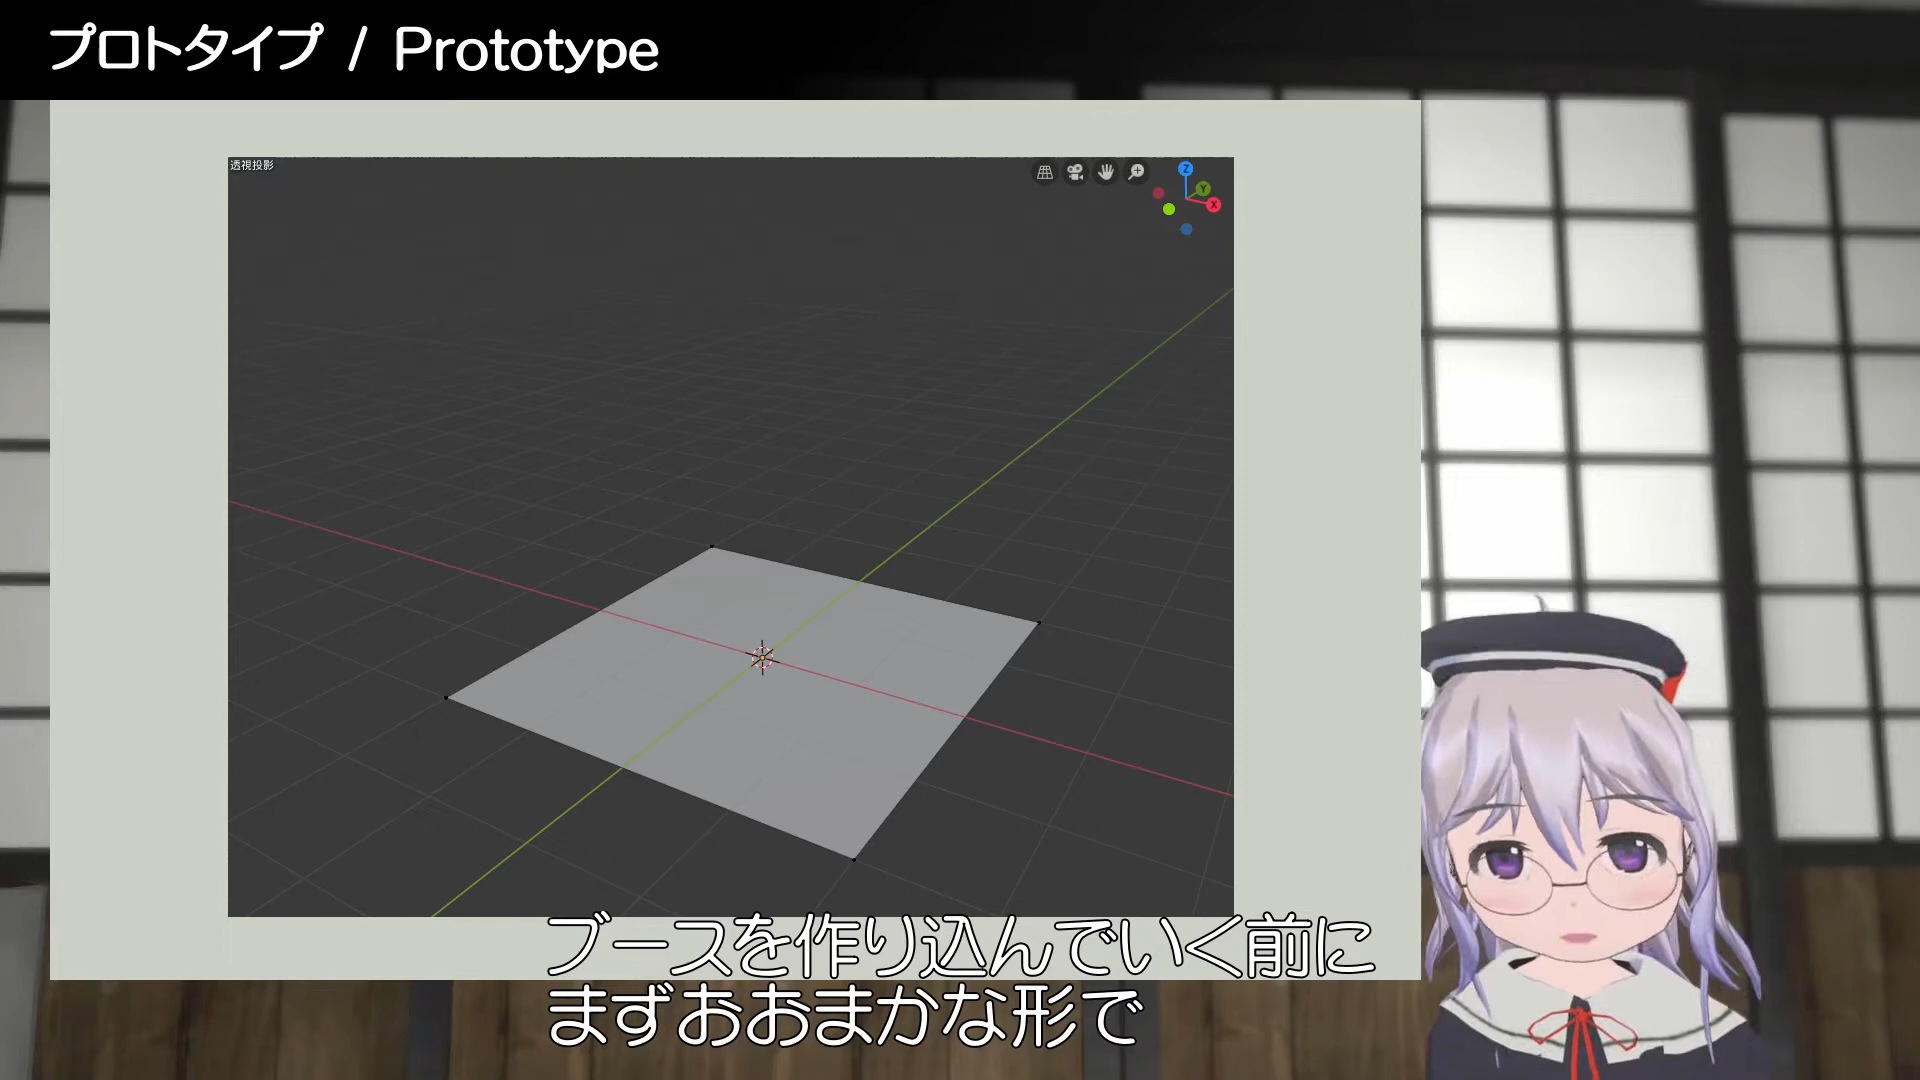 プロトタイプ / Prototype
透視投影
Z
Y
X
ブースを作り込んでいく前に
まずおおまかな形で